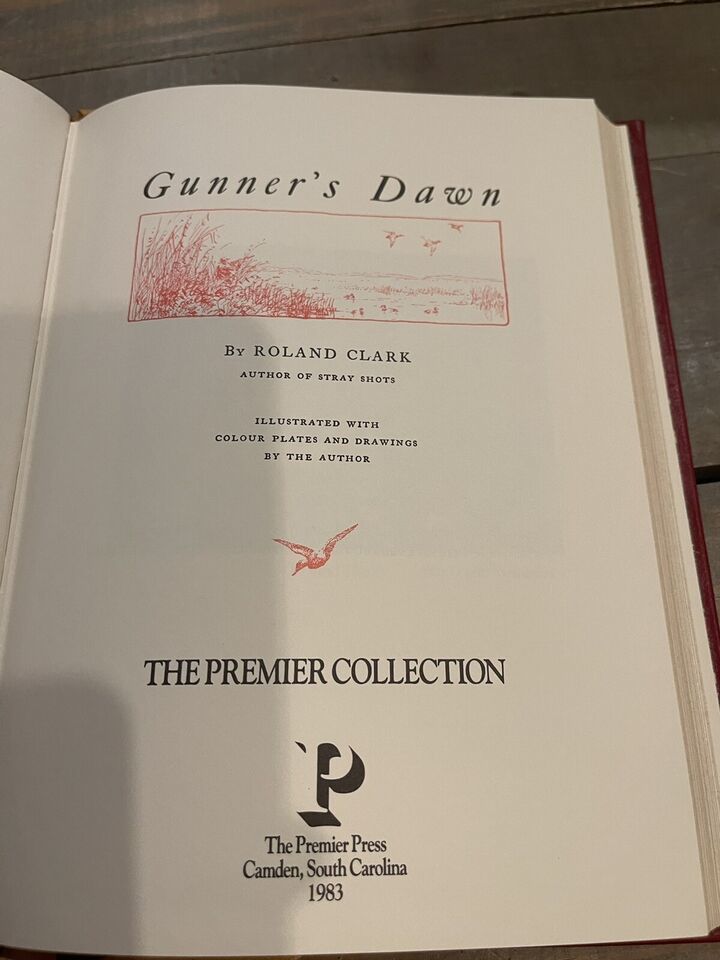 Gunner's Dawn
By ROLAND CLARK
AUTHOR OF STRAY SHOTS
ILLUSTRATED WITH
COLOUR PLATES AND DRAWINGS
BY THE AUTHOR
THE PREMIER COLLECTION
P
The Premier Press
Camden, South Carolina
1983